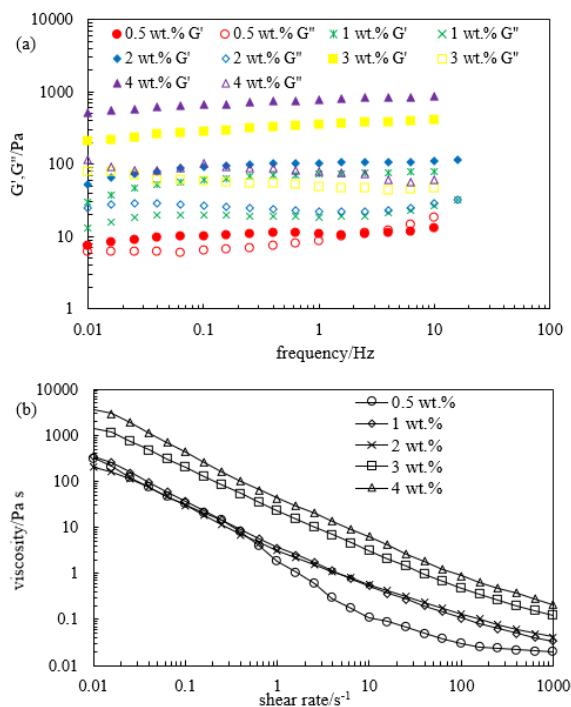 (a)
0.5 wt.% G' 0.5 wt.% G" 1 wt.% G' 1 wt.% G"
2 wt.% G' 2 wt.% G" 3 wt.% G' 3 wt.% G"
4 wt.% G' 4 wt.% G"
G',G"/Pa
10000
1000
100
10
1
0.01 0.1 1 10 100
frequency/Hz
(b)
0.5 wt.%
1 wt.%
2 wt.%
3 wt.%
4 wt.%
viscosity/Pa s
10000
1000
100
10
1
0.1
0.01
0.01 0.1 1 10 100 1000
shear rate/s⁻¹